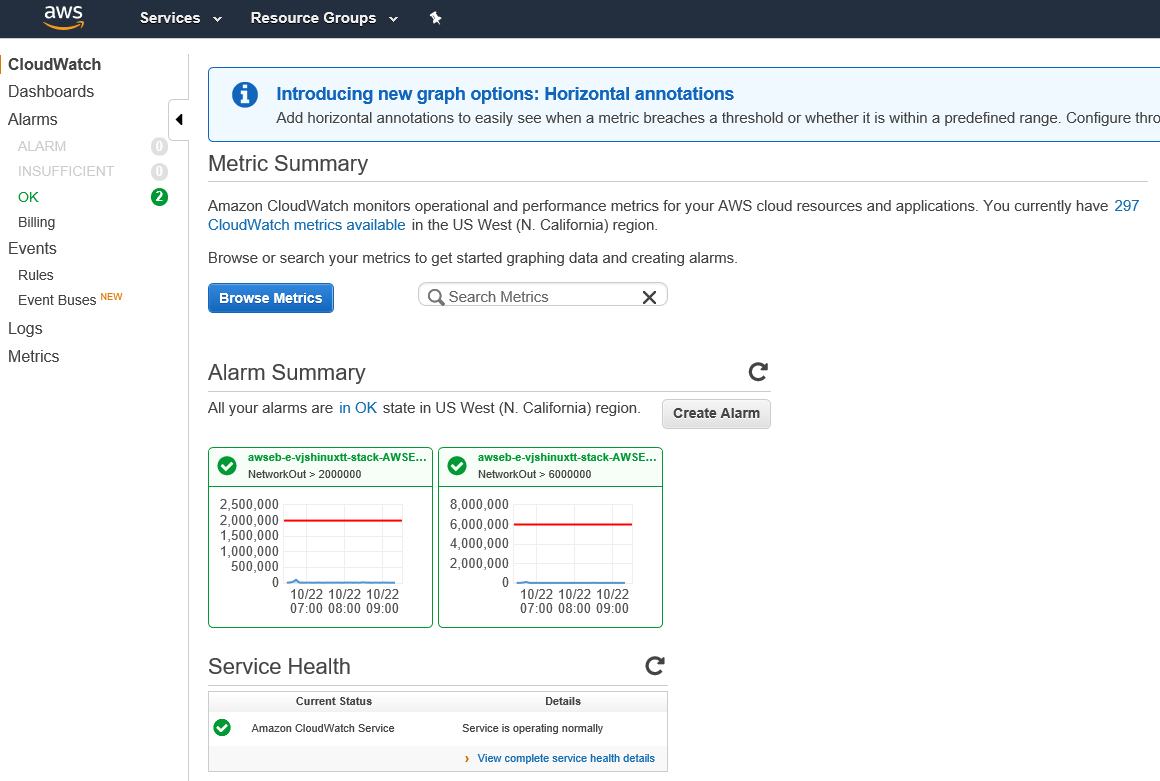 aws
Services
Resource Groups
CloudWatch
Dashboards
Alarms
ALARM 0
INSUFFICIENT 0
OK 2
Billing
Events
Rules
Event Buses NEW
Logs
Metrics
Introducing new graph options: Horizontal annotations
Add horizontal annotations to easily see when a metric breaches a threshold or whether it is within a predefined range. Configure thro
Metric Summary
Amazon CloudWatch monitors operational and performance metrics for your AWS cloud resources and applications. You currently have 297
CloudWatch metrics available in the US West (N. California) region.
Browse or search your metrics to get started graphing data and creating alarms.
Browse Metrics
Search Metrics
Alarm Summary
All your alarms are in OK state in US West (N. California) region.
Create Alarm
awseb-e-vjshinuxtt-stack-AWSE...
NetworkOut > 2000000
2,500,000
2,000,000
1,500,000
1,000,000
500,000
0
10/22 10/22 10/22
07:00 08:00 09:00
awseb-e-vjshinuxtt-stack-AWSE...
NetworkOut > 6000000
8,000,000
6,000,000
4,000,000
2,000,000
0
10/22 10/22 10/22
07:00 08:00 09:00
Service Health
Current Status Details
Amazon CloudWatch Service Service is operating normally
› View complete service health details